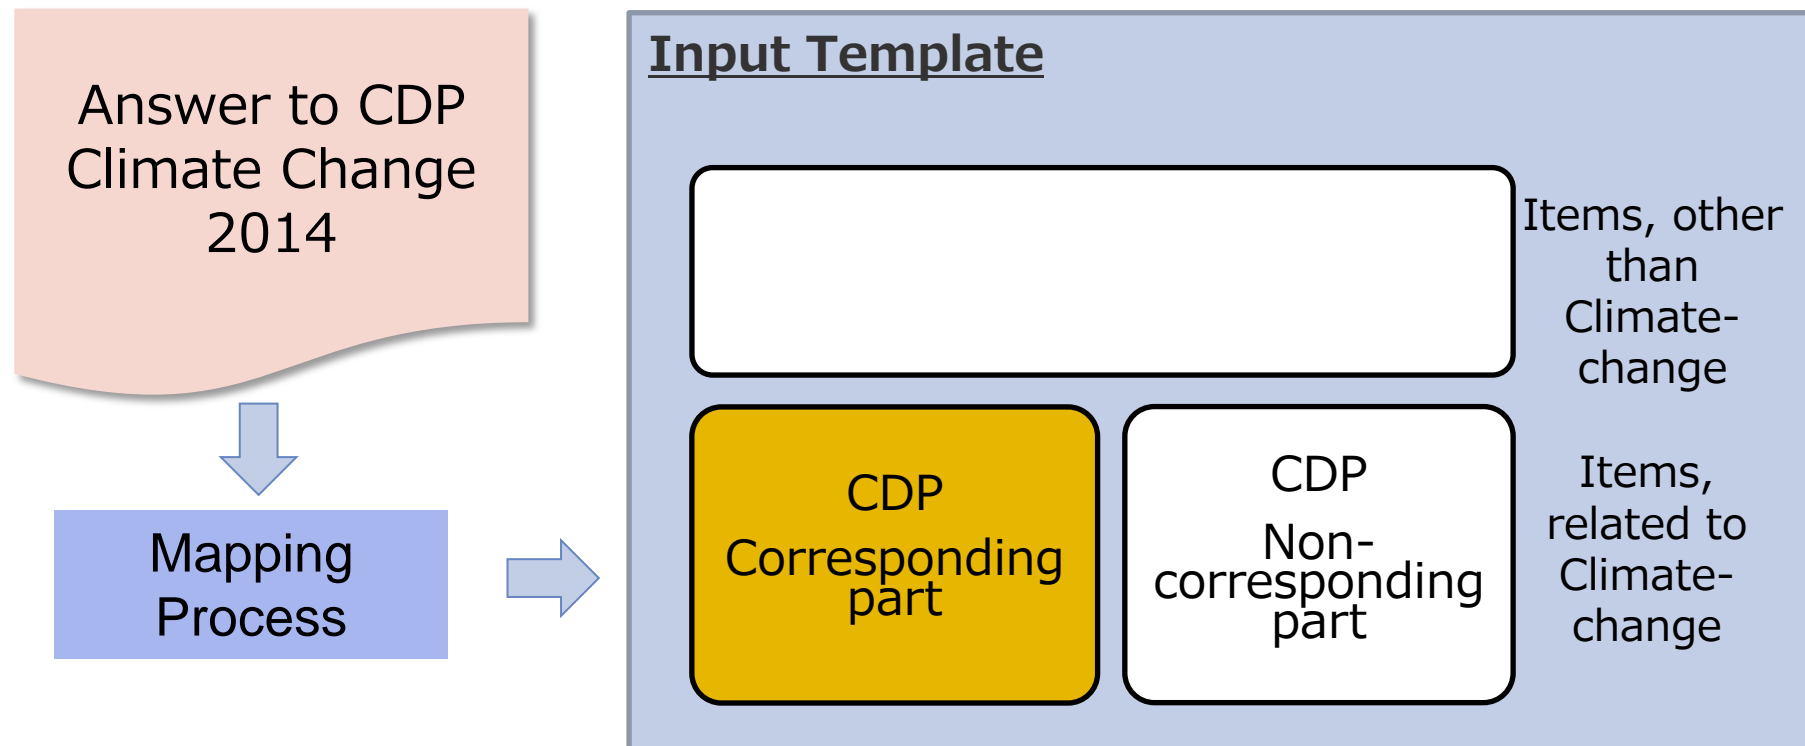 Answer to CDP
Climate Change
2014
Mapping
Process
Input Template
Items, other
than
Climate-
change
CDP
Corresponding
part
CDP
Non-
corresponding
part
Items,
related to
Climate-
change